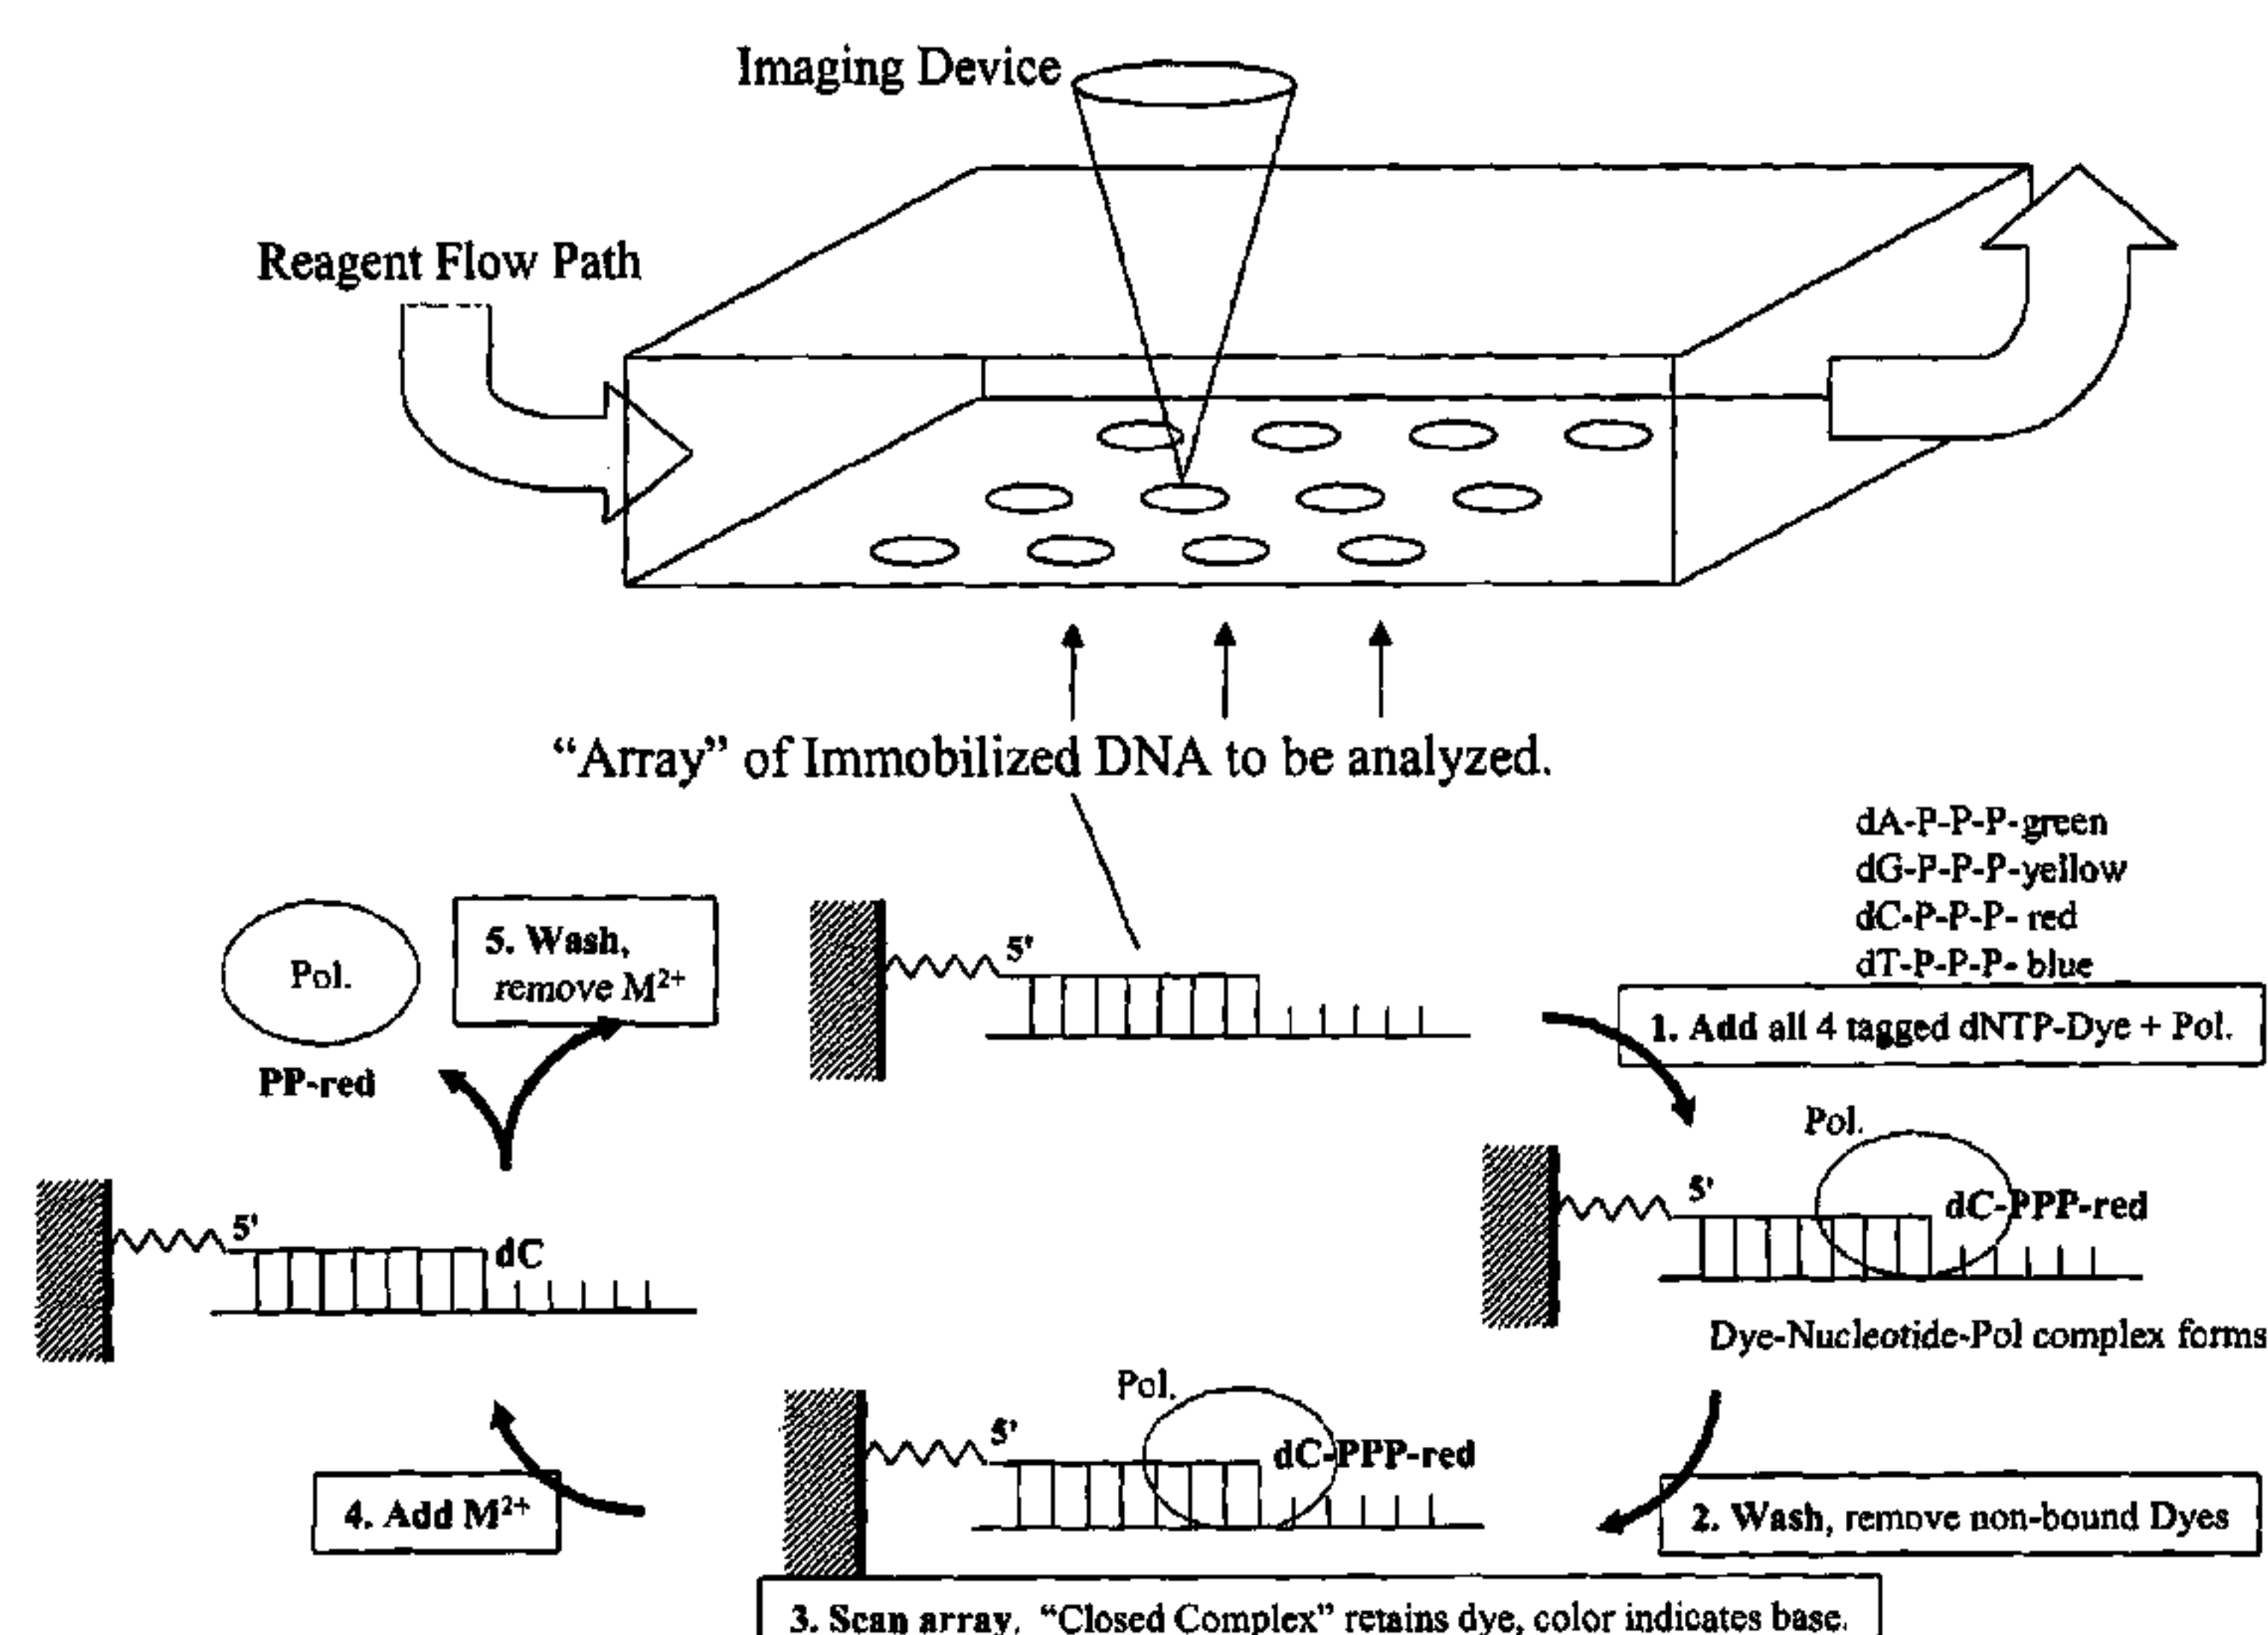 Imaging Device
Reagent Flow Path
“Array” of Immobilized DNA to be analyzed.
dA-P-P-P-green
dG-P-P-P-yellow
dC-P-P-P- red
dT-P-P-P- blue
1. Add all 4 tagged dNTP-Dye + Pol.
5'
Pol.
5'
dC-PPP-red
Dye-Nucleotide-Pol complex forms
2. Wash, remove non-bound Dyes
Pol.
5'
dC-PPP-red
3. Scan array. “Closed Complex” retains dye, color indicates base.
4. Add M²⁺
5'
dC
5. Wash,
remove M²⁺
Pol.
PP-red